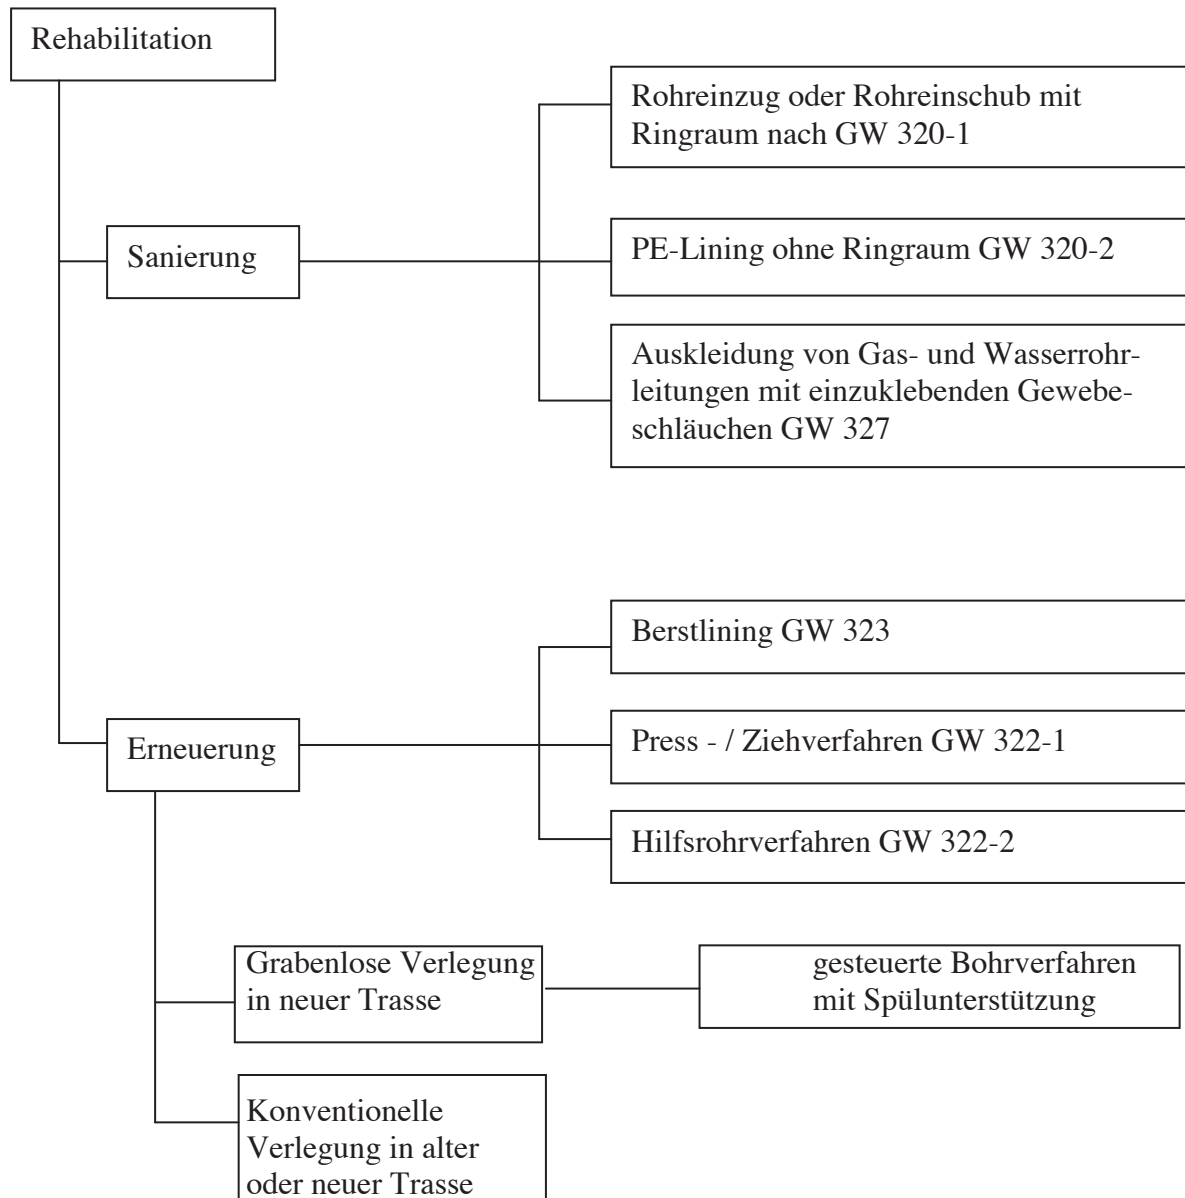 Rehabilitation
Rohreinzug oder Rohreinschub mit
Ringraum nach GW 320-1
Sanierung
PE-Lining ohne Ringraum GW 320-2
Auskleidung von Gas- und Wasserrohr-
leitungen mit einzuklebenden Gewebe-
schläuchen GW 327
Berstlining GW 323
Erneuerung
Press - / Ziehverfahren GW 322-1
Hilfsrohrverfahren GW 322-2
Grabenlose Verlegung
in neuer Trasse
gesteuerte Bohrverfahren
mit Spülunterstützung
Konventionelle
Verlegung in alter
oder neuer Trasse